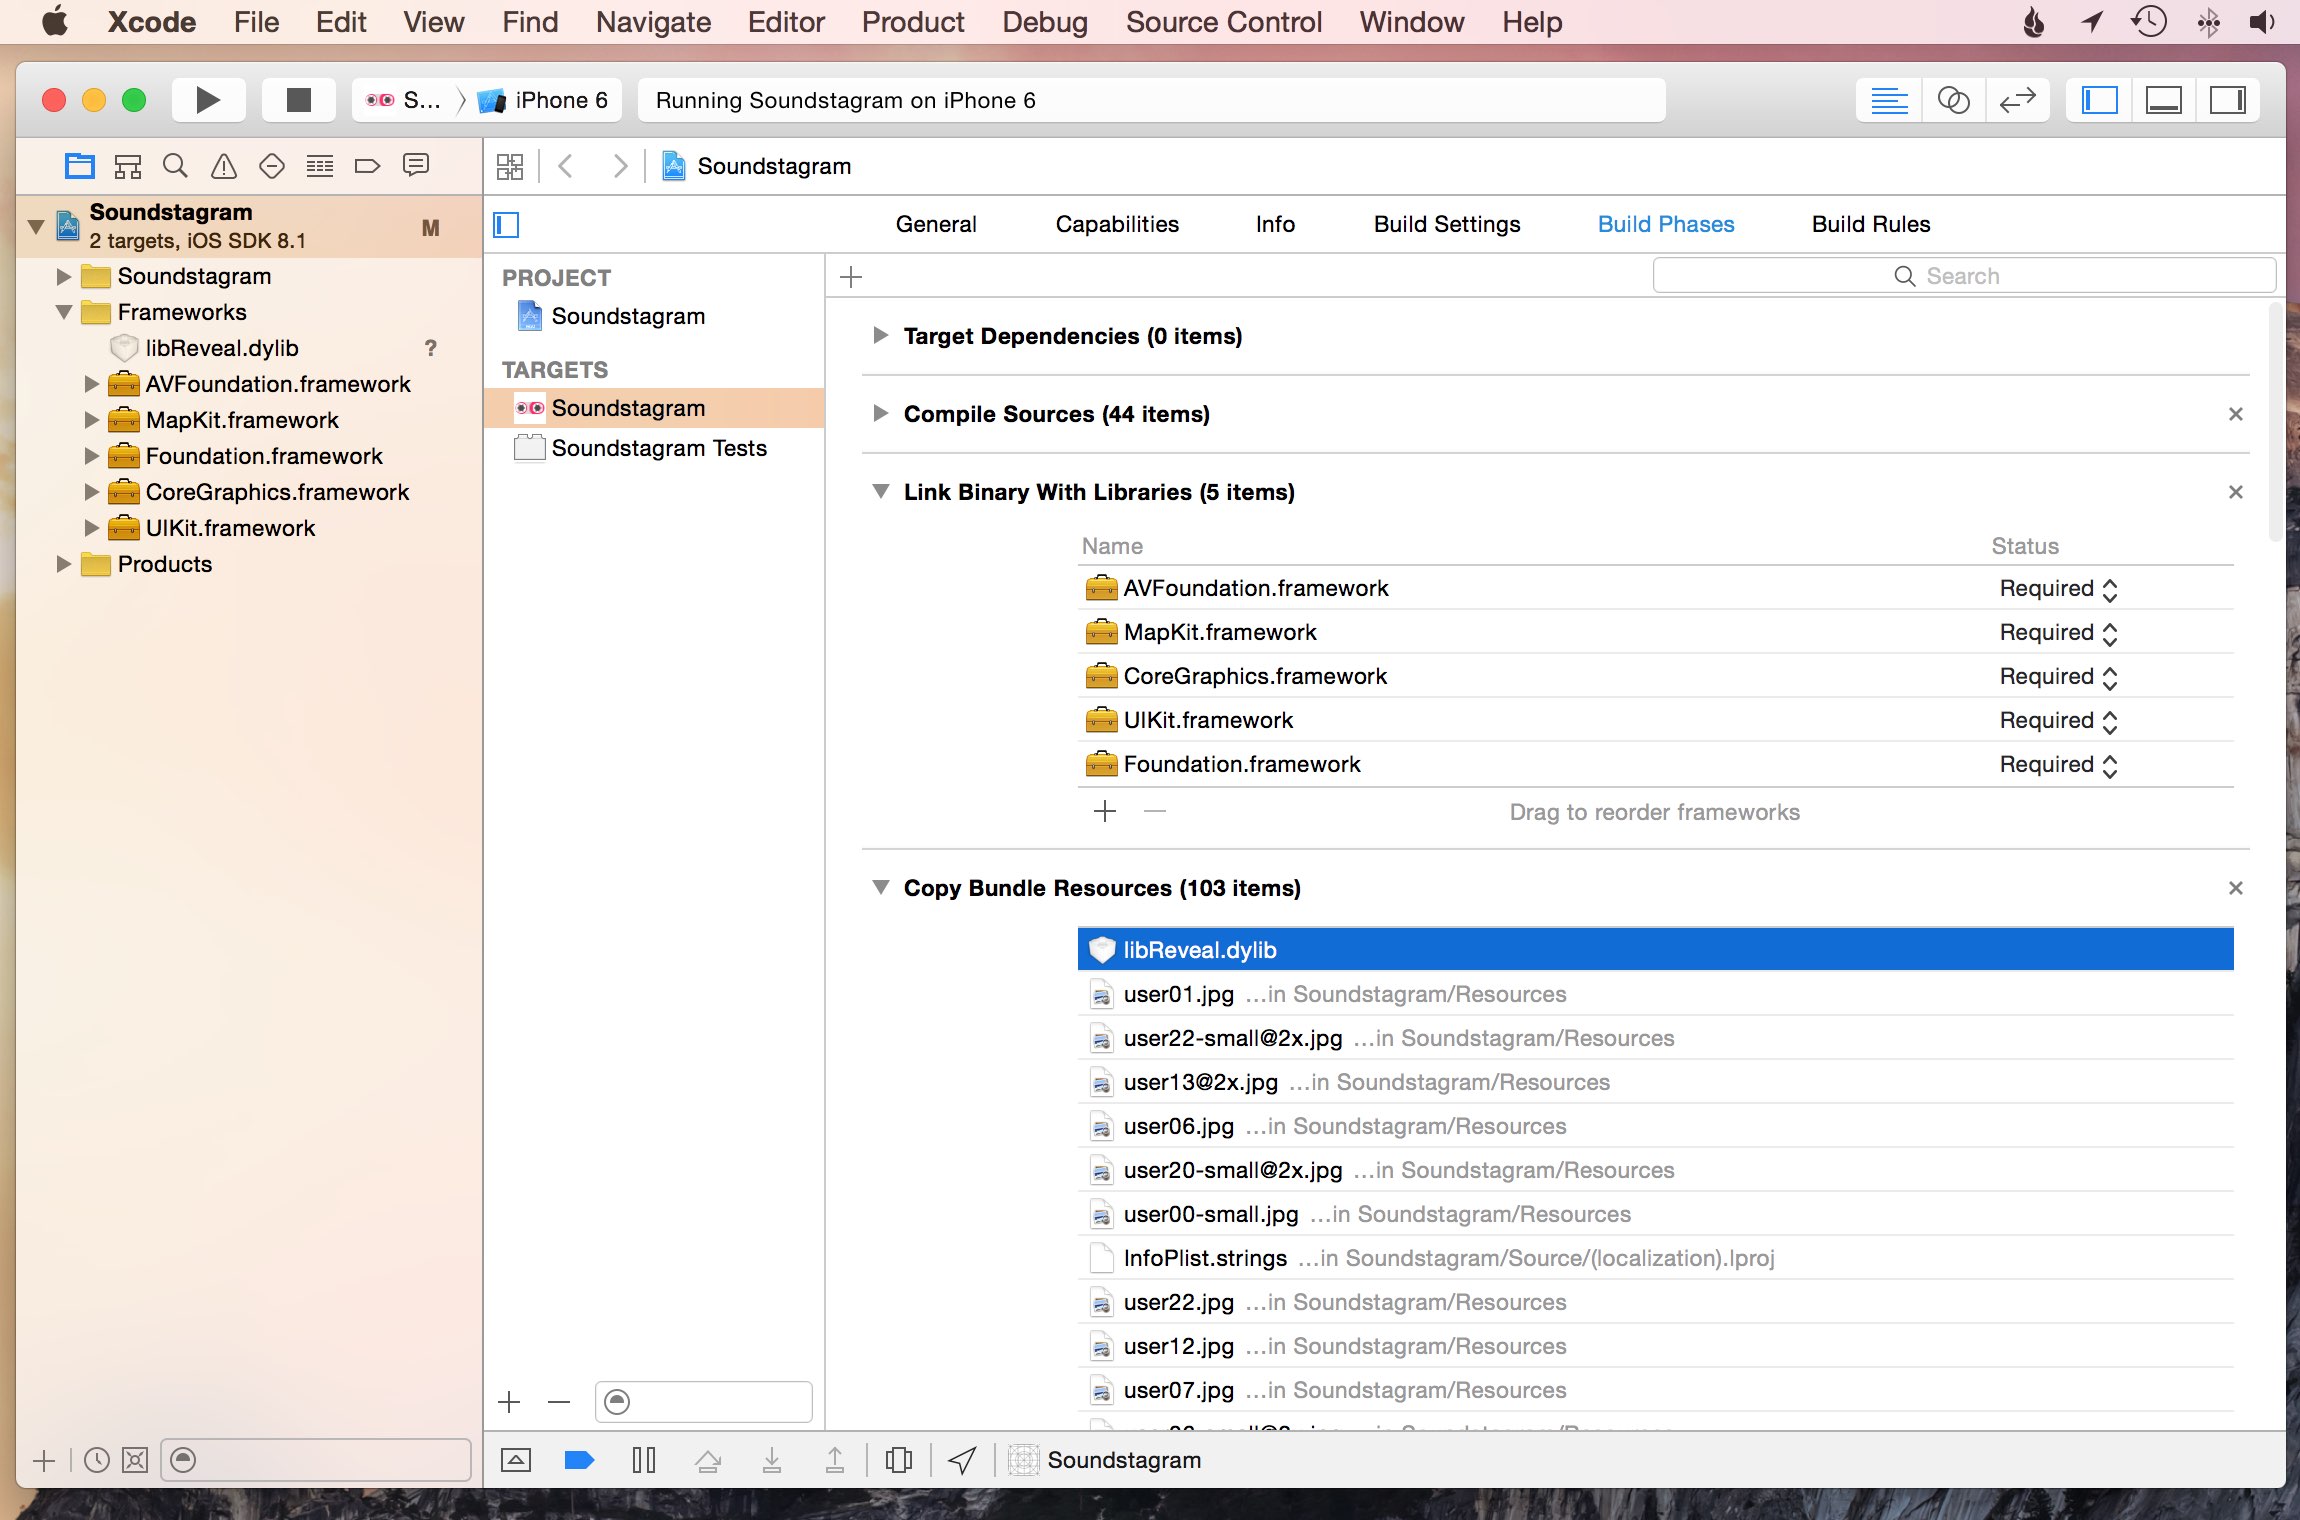 Xcode File Edit View Find Navigate Editor Product Debug Source Control Window Help
S... iPhone 6 Running Soundstagram on iPhone 6
Soundstagram
2 targets, iOS SDK 8.1
M
Soundstagram
Frameworks
libReveal.dylib ?
AVFoundation.framework
MapKit.framework
Foundation.framework
CoreGraphics.framework
UIKit.framework
Products
Soundstagram
General Capabilities Info Build Settings Build Phases Build Rules
PROJECT
Soundstagram
TARGETS
Soundstagram
Soundstagram Tests
Search
Target Dependencies (0 items)
Compile Sources (44 items)
Link Binary With Libraries (5 items)
Name Status
AVFoundation.framework Required
MapKit.framework Required
CoreGraphics.framework Required
UIKit.framework Required
Foundation.framework Required
Drag to reorder frameworks
Copy Bundle Resources (103 items)
libReveal.dylib
user01.jpg ...in Soundstagram/Resources
user22-small@2x.jpg ...in Soundstagram/Resources
user13@2x.jpg ...in Soundstagram/Resources
user06.jpg ...in Soundstagram/Resources
user20-small@2x.jpg ...in Soundstagram/Resources
user00-small.jpg ...in Soundstagram/Resources
InfoPlist.strings ...in Soundstagram/Source/(localization).lproj
user22.jpg ...in Soundstagram/Resources
user12.jpg ...in Soundstagram/Resources
user07.jpg ...in Soundstagram/Resources
Soundstagram